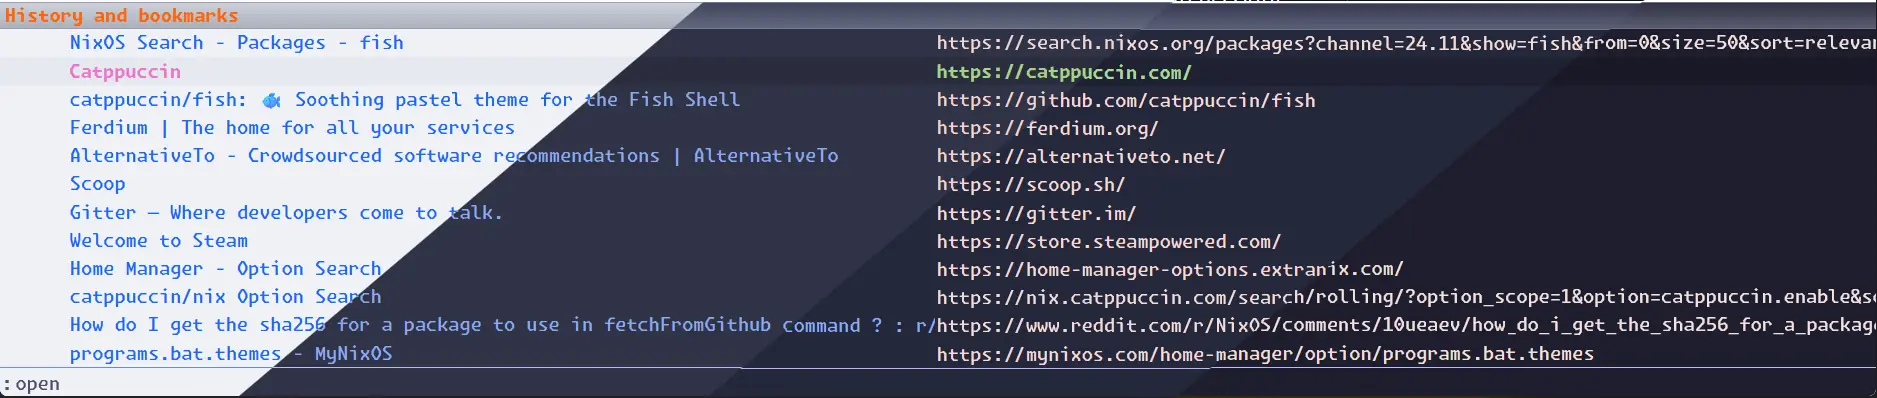 History and bookmarks
NixOS Search - Packages - fish https://search.nixos.org/packages?channel=24.11&show=fish&from=0&size=50&sort=releva
Catppuccin https://catppuccin.com/
catppuccin/fish: 🐟 Soothing pastel theme for the Fish Shell https://github.com/catppuccin/fish
Ferdium | The home for all your services https://ferdium.org/
AlternativeTo - Crowdsourced software recommendations | AlternativeTo https://alternativeto.net/
Scoop https://scoop.sh/
Gitter — Where developers come to talk. https://gitter.im/
Welcome to Steam https://store.steampowered.com/
Home Manager - Option Search https://home-manager-options.extranix.com/
catppuccin/nix Option Search https://nix.catppuccin.com/search/rolling/?option_scope=1&option=catppuccin.enable&s
How do I get the sha256 for a package to use in fetchFromGithub command ? : r/ https://www.reddit.com/r/NixOS/comments/10ueaev/how_do_i_get_the_sha256_for_a_packag
programs.bat.themes - MyNixOS https://mynixos.com/home-manager/option/programs.bat.themes
:open